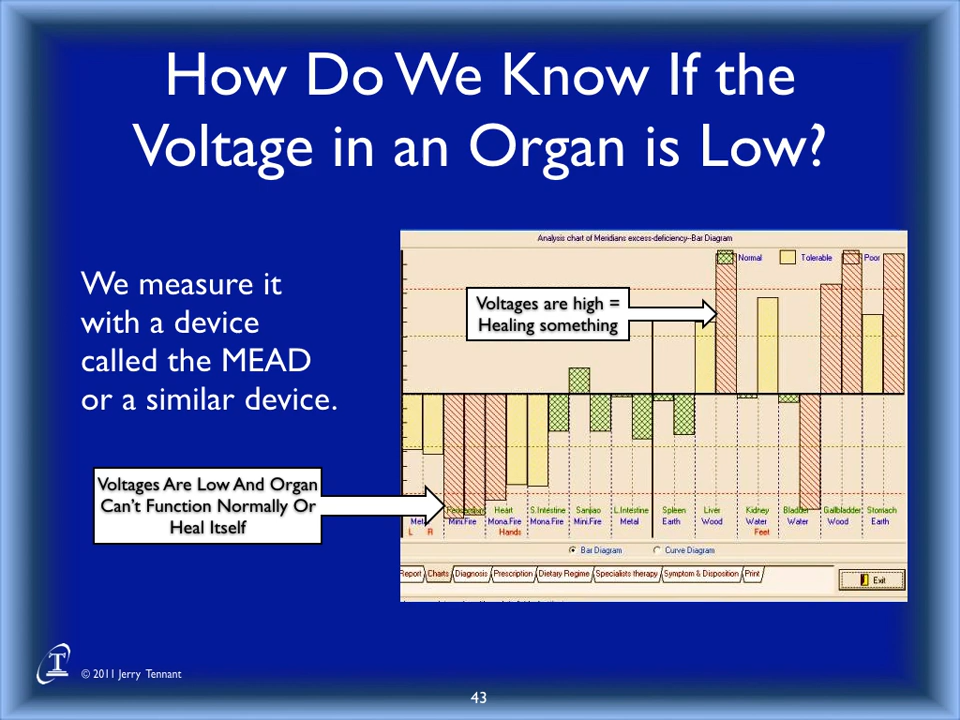 How Do We Know If the
Voltage in an Organ is Low?
We measure it
with a device
called the MEAD
or a similar device.
Voltages Are Low And Organ
Can't Function Normally Or
Heal Itself
Analysis chart of Meridians excess-deficiency--Bar Diagram
Normal Tolerable Poor
Voltages are high =
Healing something
Heart S.Intestine Sanjiao L.Intestine Spleen Liver Kidney Bladder Gallbladder Stomach
Mini.Fire Mona.Fire Mona.Fire Mini.Fire Metal Earth Wood Water Water Wood Earth
L R Hands Feet
Bar Diagram Curve Diagram
Report Charts Diagnosis Prescription Dietary Regime Specialists therapy Symptom & Disposition Print Exit
T
© 2011 Jerry Tennant
43